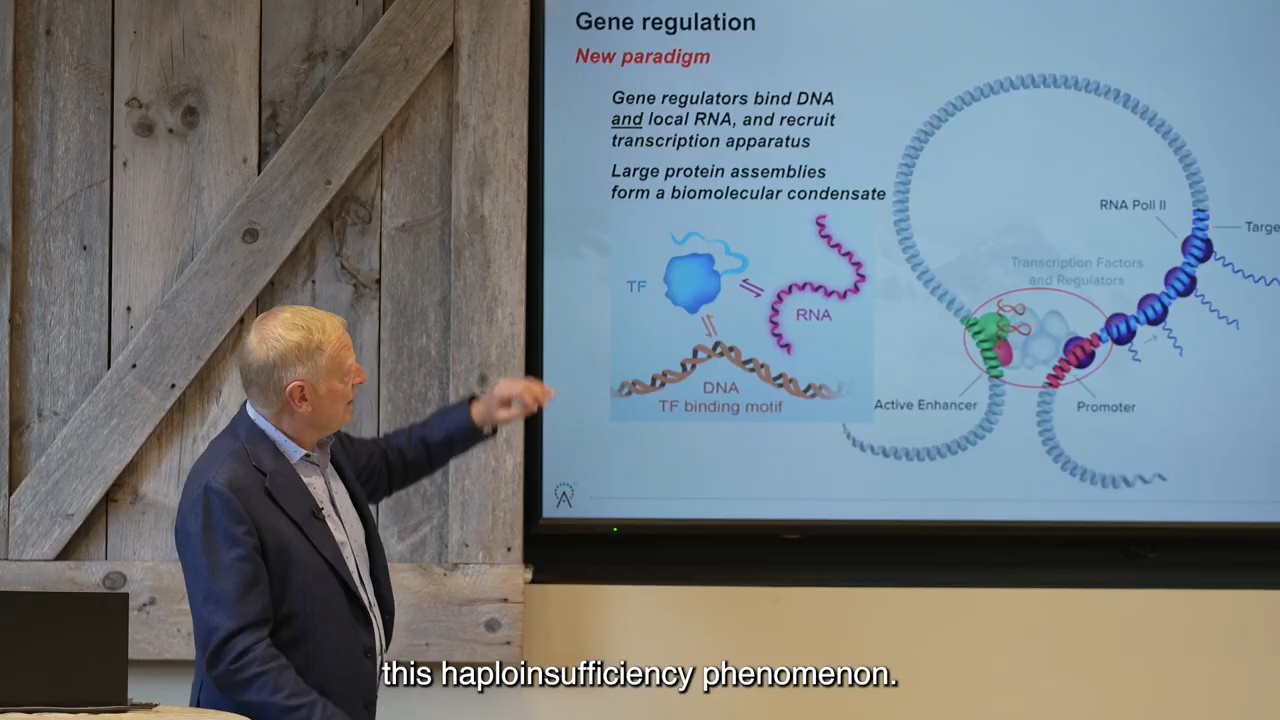 Gene regulation
New paradigm
Gene regulators bind DNA
and local RNA, and recruit
transcription apparatus
Large protein assemblies
form a biomolecular condensate
TF
RNA
DNA
TF binding motif
RNA Poll II
Targe
Transcription Factors
and Regulators
Active Enhancer
Promoter
this haploinsufficiency phenomenon.